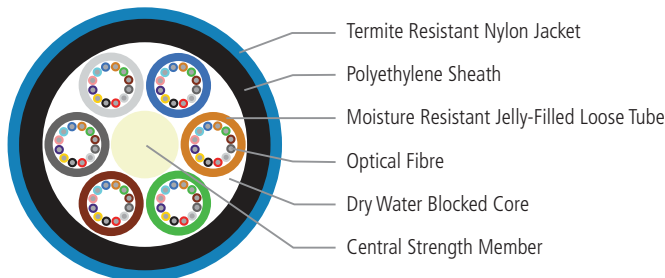 Termite Resistant Nylon Jacket
Polyethylene Sheath
Moisture Resistant Jelly-Filled Loose Tube
Optical Fibre
Dry Water Blocked Core
Central Strength Member